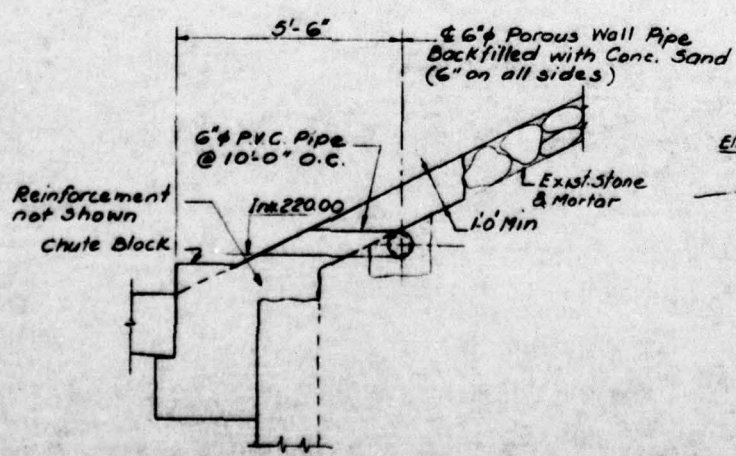 5'-6"
℄ 6"φ Porous Wall Pipe
Backfilled with Conc. Sand
(6" on all sides)
6"φ P.V.C. Pipe
@ 10'-0" O.C.
El
Reinforcement
not shown
Inv. 220.00
Exist. Stone
& Mortar
1.0' Min
Chute Block